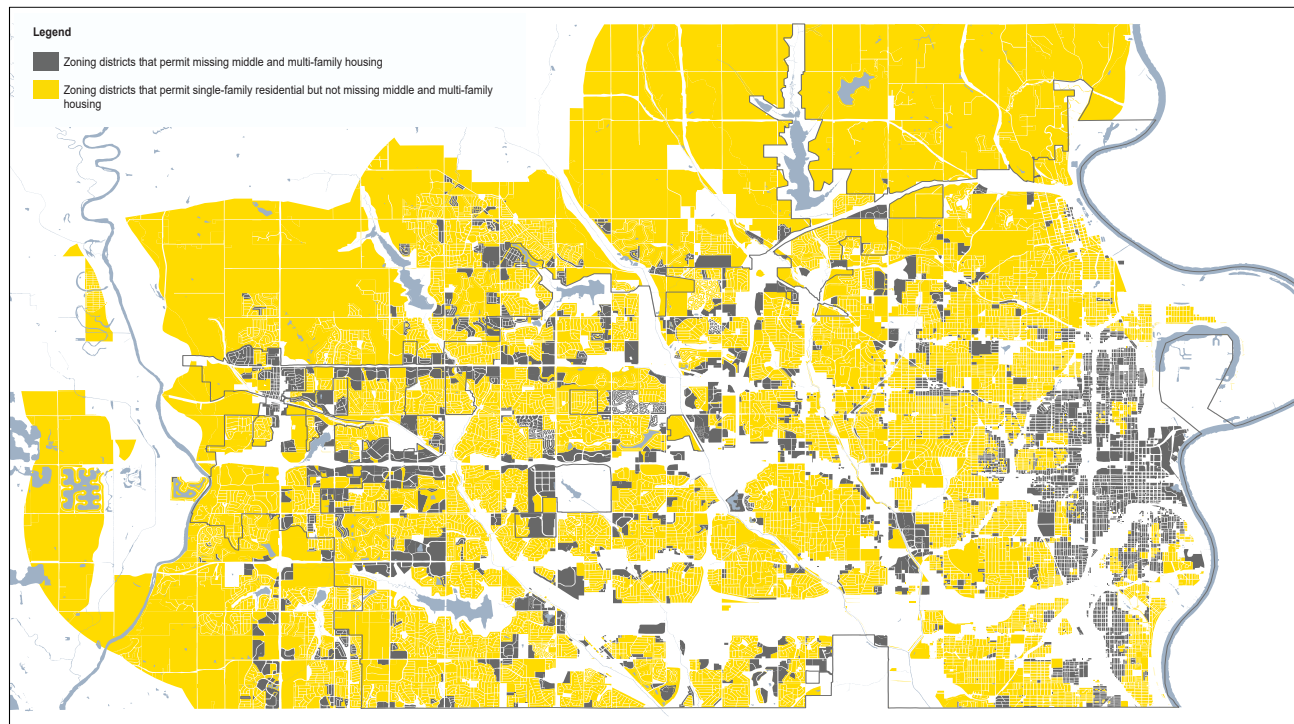 Legend
Zoning districts that permit missing middle and multi-family housing
Zoning districts that permit single-family residential but not missing middle and multi-family
housing